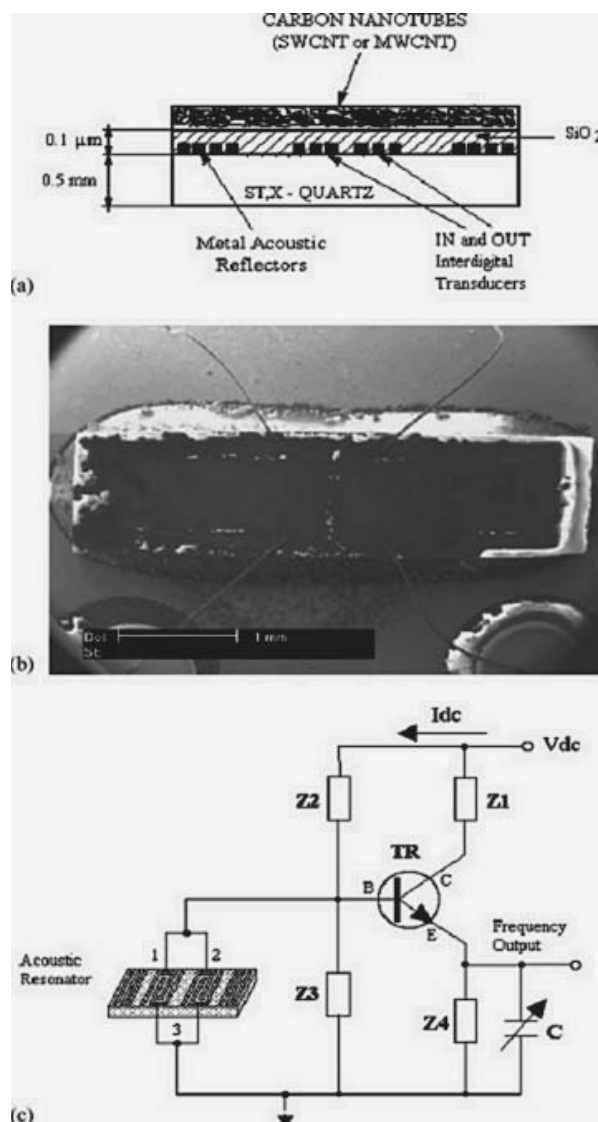 CARBON NANOTUBES
(SWCNT or MWCNT)
0.1 μm
SiO2
0.5 mm
ST,X - QUARTZ
Metal Acoustic
Reflectors
IN and OUT
Interdigital
Transducers
(a)
Det
SE
1 mm
(b)
Idc
Vdc
Z2
Z1
TR
B
C
E
Frequency
Output
Acoustic
Resonator
1
2
3
Z3
Z4
C
(c)